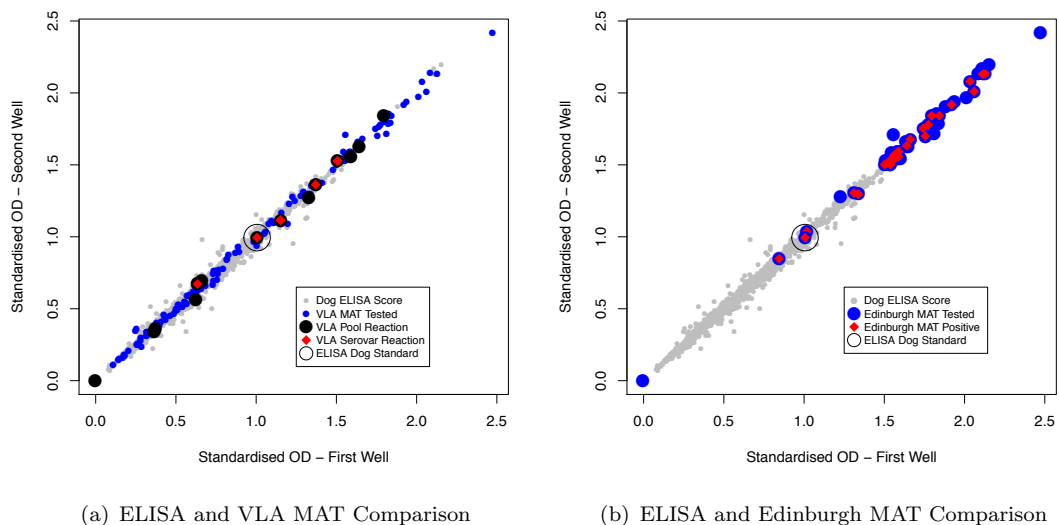 2.5
2.0
1.5
1.0
0.5
0.0
Standardised OD – Second Well
Dog ELISA Score
VLA MAT Tested
VLA Pool Reaction
VLA Serovar Reaction
ELISA Dog Standard
0.0 0.5 1.0 1.5 2.0 2.5
Standardised OD – First Well
(a) ELISA and VLA MAT Comparison
2.5
2.0
1.5
1.0
0.5
0.0
Standardised OD – Second Well
Dog ELISA Score
Edinburgh MAT Tested
Edinburgh MAT Positive
ELISA Dog Standard
0.0 0.5 1.0 1.5 2.0 2.5
Standardised OD – First Well
(b) ELISA and Edinburgh MAT Comparison